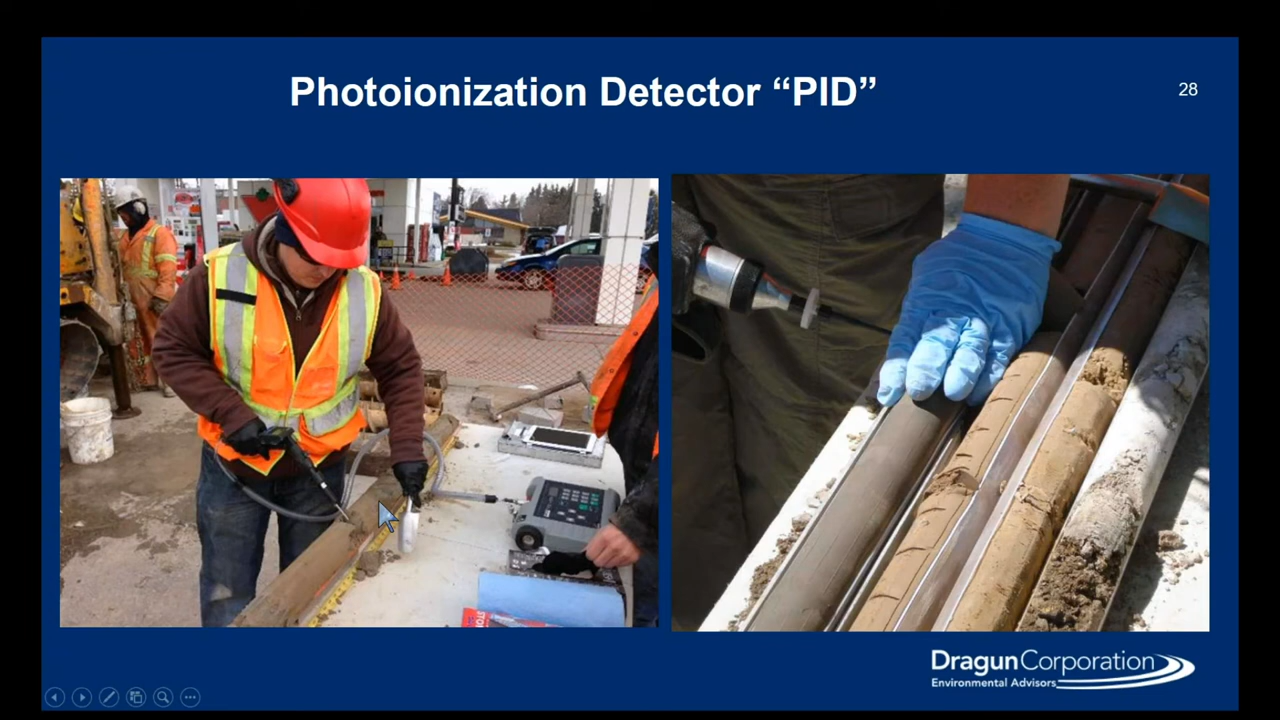 Photoionization Detector “PID”
28
DragunCorporation
Environmental Advisors